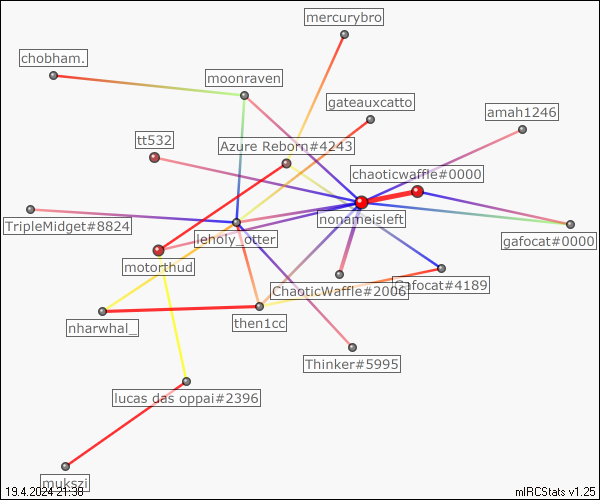 mercurybro
chobham.
moonraven
gateauxcatto
amah1246
tt532
Azure Reborn#4243
chaoticwaffle#0000
nonameisleft
TripleMidget#8824
leholy_otter
gafocat#0000
motorthud
ChaoticWaffle#2006
Gafocat#4189
nharwhal_
then1cc
Thinker#5995
lucas das oppai#2396
mukszi
19.4.2024 21:38
mIRCStats v1.25